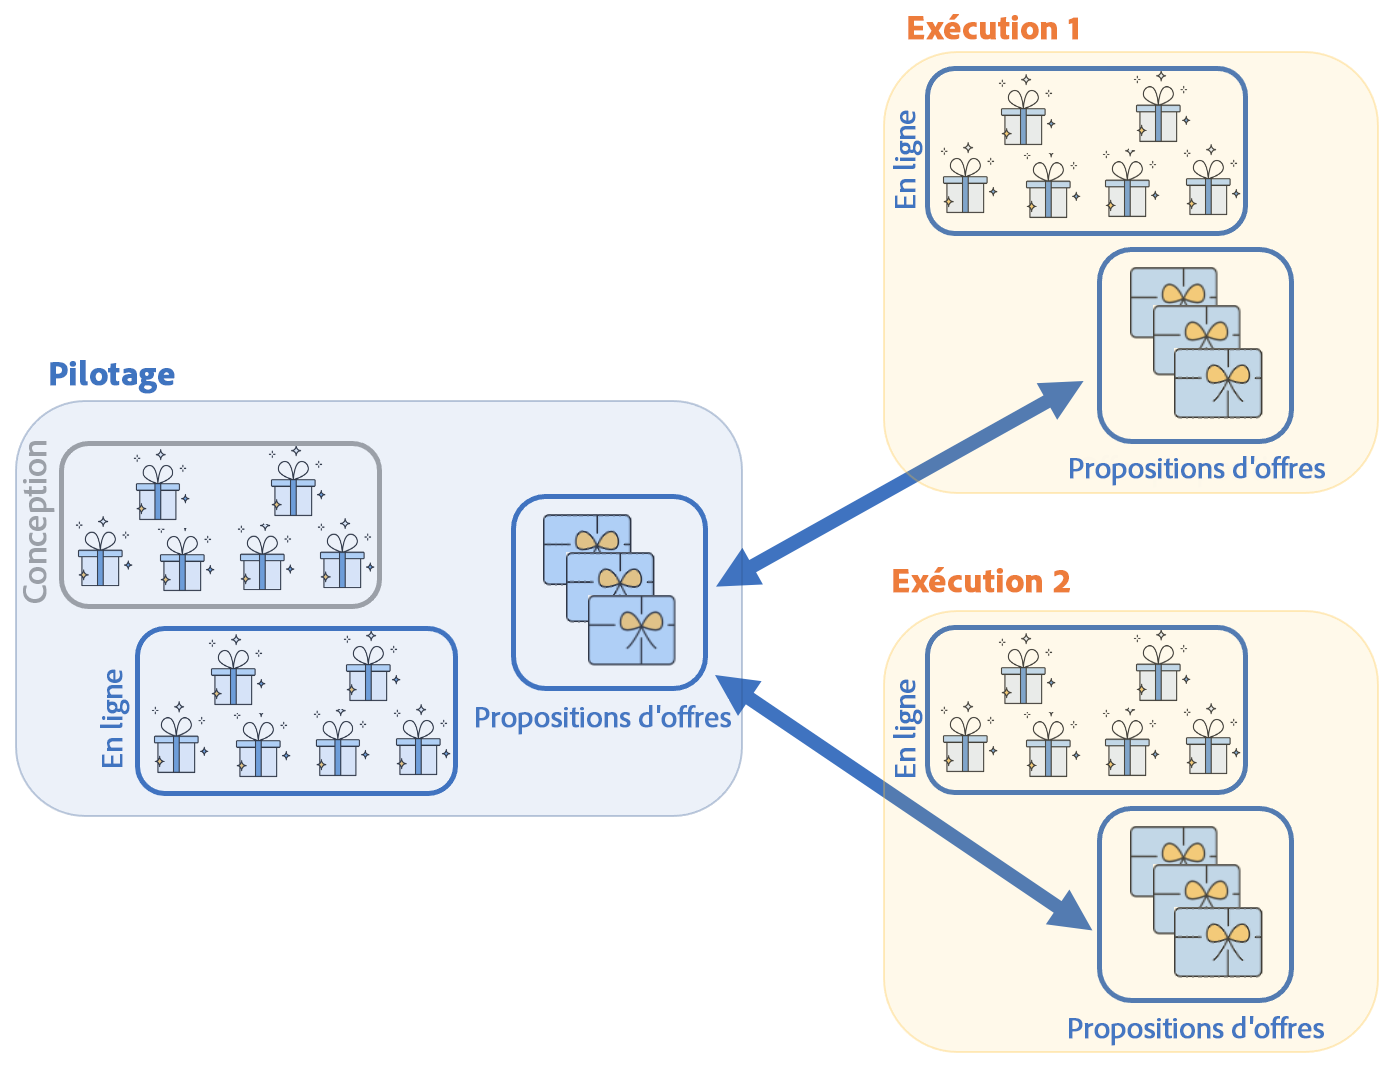 Exécution 1
En ligne
Propositions d'offres
Pilotage
Conception
En ligne
Propositions d'offres
Exécution 2
En ligne
Propositions d'offres